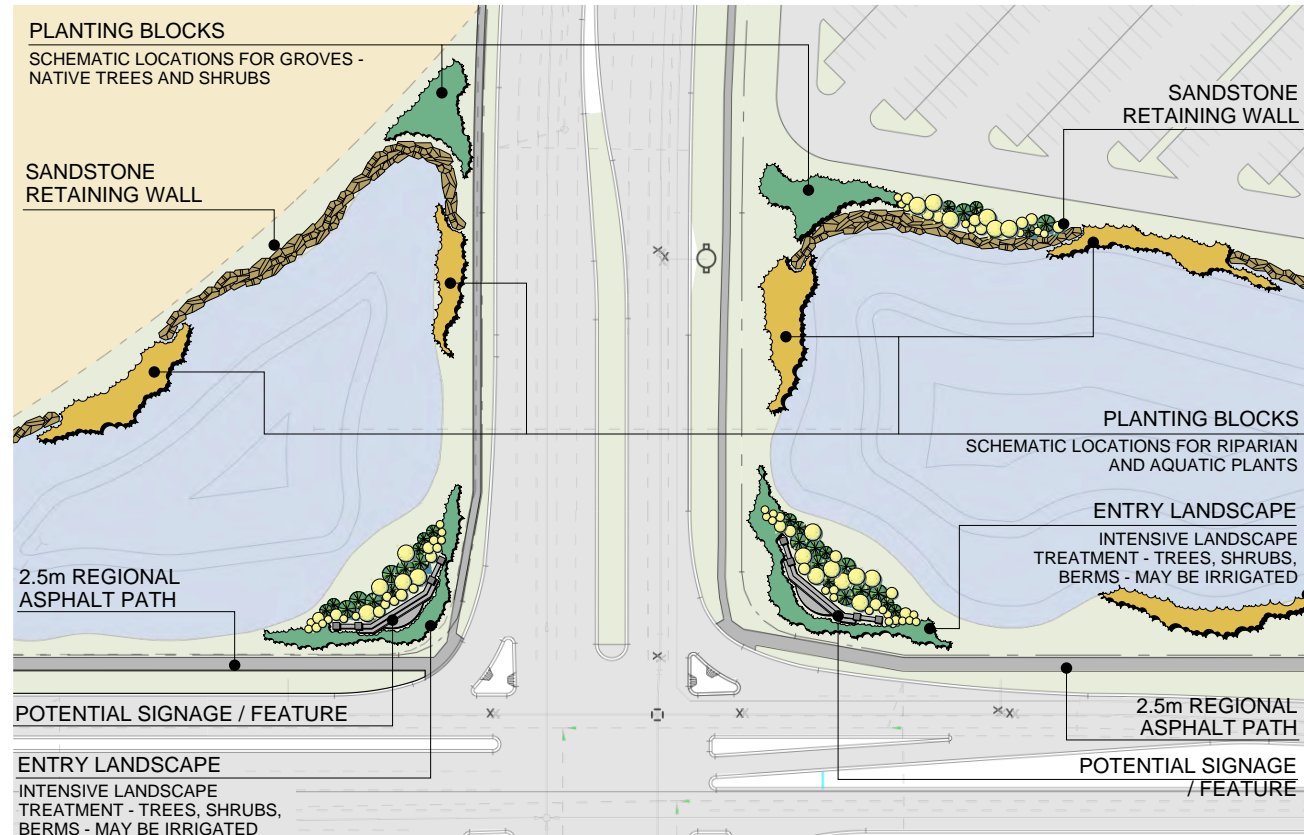 PLANTING BLOCKS
SCHEMATIC LOCATIONS FOR GROVES -
NATIVE TREES AND SHRUBS
SANDSTONE
RETAINING WALL
SANDSTONE
RETAINING WALL
PLANTING BLOCKS
SCHEMATIC LOCATIONS FOR RIPARIAN
AND AQUATIC PLANTS
ENTRY LANDSCAPE
INTENSIVE LANDSCAPE
TREATMENT - TREES, SHRUBS,
BERMS - MAY BE IRRIGATED
2.5m REGIONAL
ASPHALT PATH
POTENTIAL SIGNAGE / FEATURE
2.5m REGIONAL
ASPHALT PATH
ENTRY LANDSCAPE
INTENSIVE LANDSCAPE
TREATMENT - TREES, SHRUBS,
BERMS - MAY BE IRRIGATED
POTENTIAL SIGNAGE
/ FEATURE